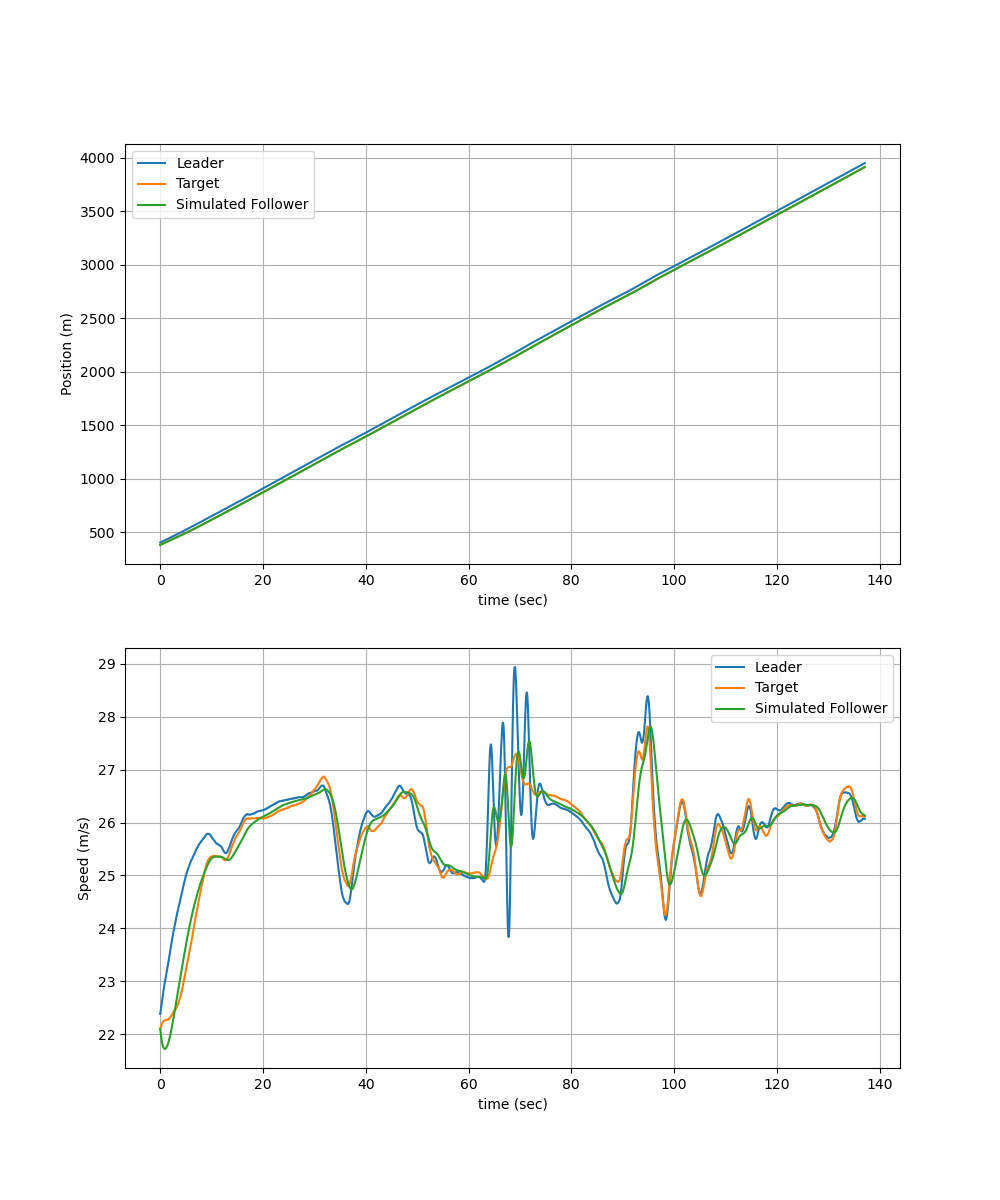 Leader
Target
Simulated Follower
4000
3500
3000
2500
2000
1500
1000
500
Position (m)
0 20 40 60 80 100 120 140
time (sec)
Leader
Target
Simulated Follower
29
28
27
26
25
24
23
22
Speed (m/s)
0 20 40 60 80 100 120 140
time (sec)